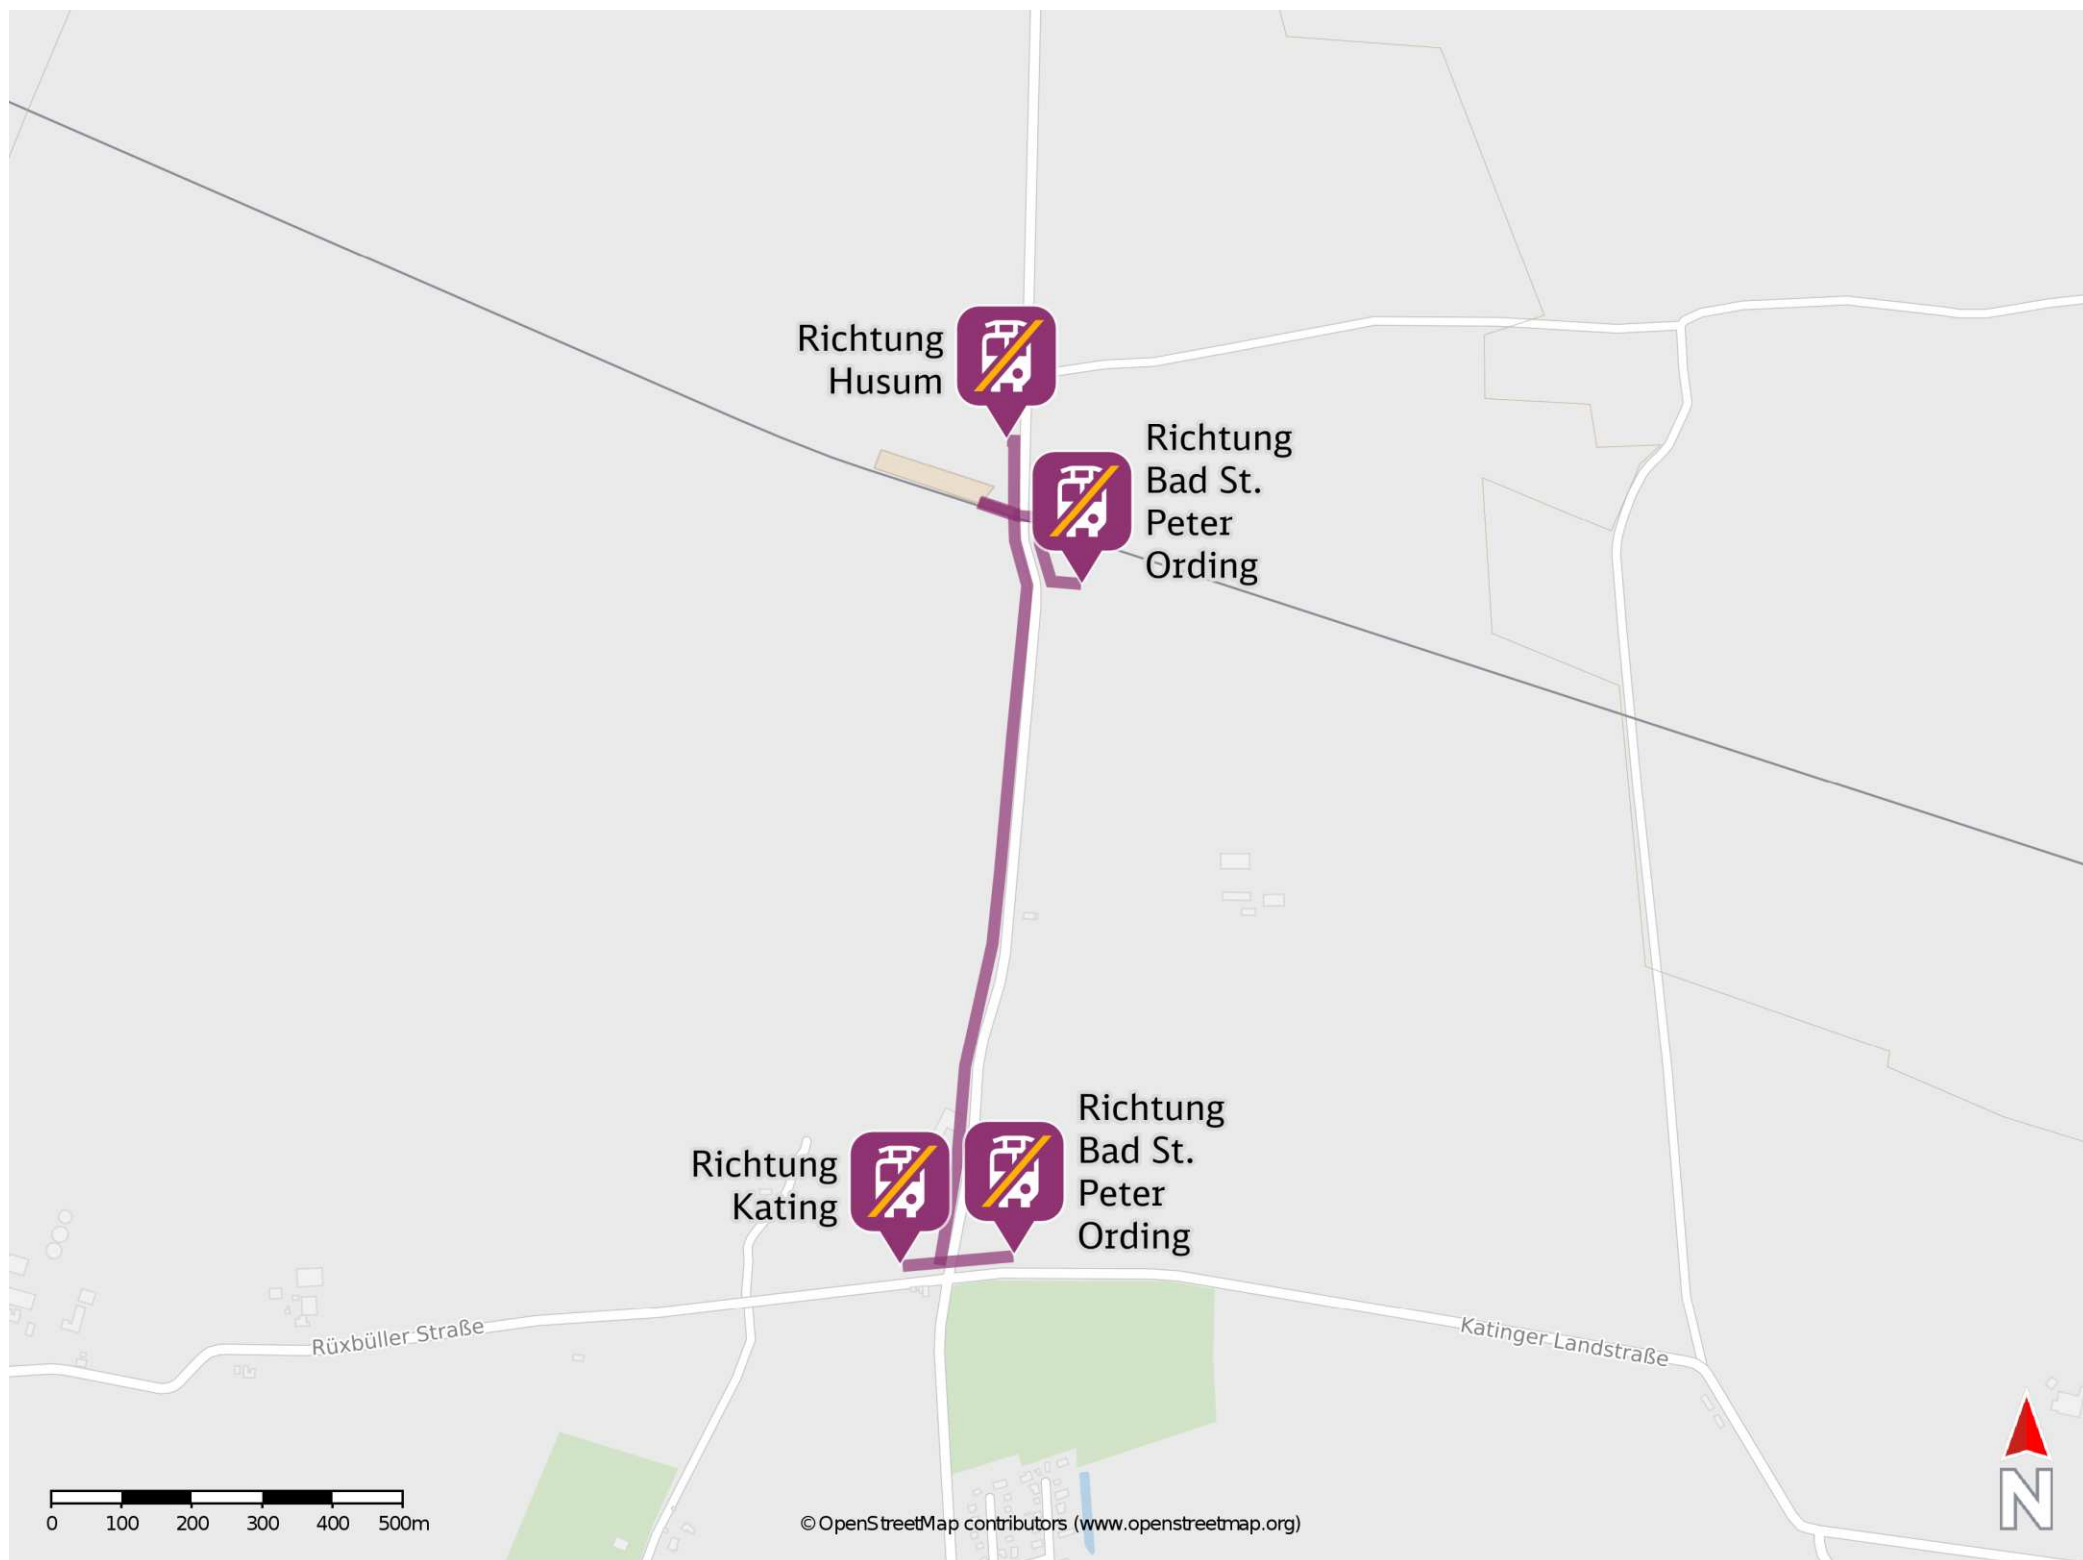 Richtung
Husum
Richtung
Bad St.
Peter
Ording
Richtung
Kating
Richtung
Bad St.
Peter
Ording
Rüxbüller Straße
Katinger Landstraße
N
0 100 200 300 400 500m
© OpenStreetMap contributors (www.openstreetmap.org)